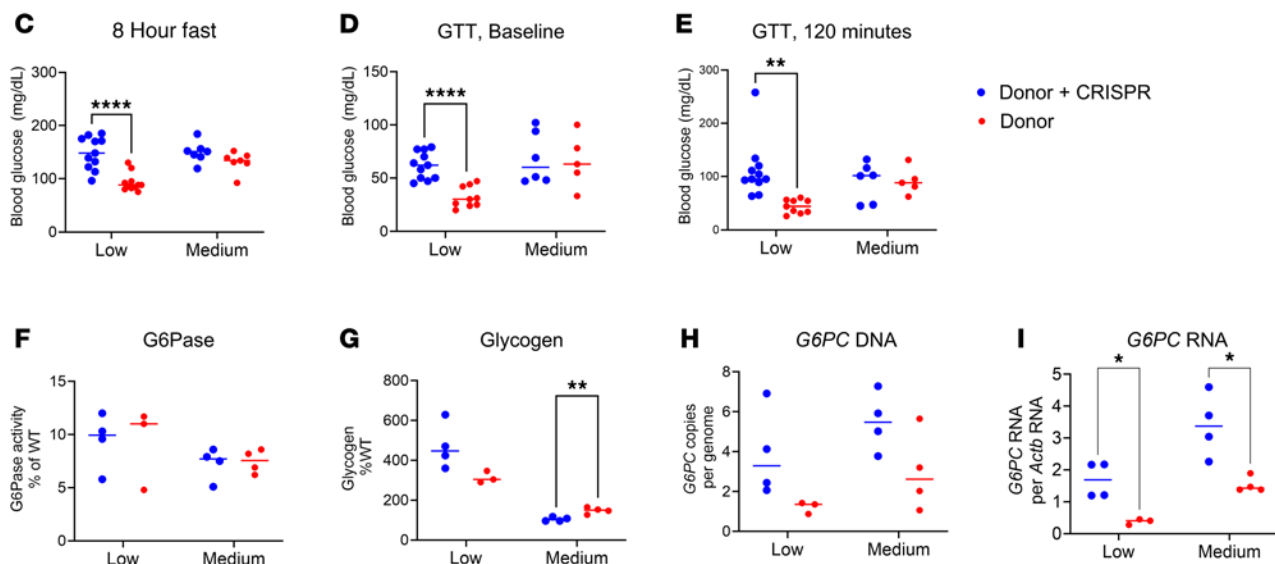 C
8 Hour fast
Blood glucose (mg/dL)
300
200
100
0
****
Low
Medium
D
GTT, Baseline
Blood glucose (mg/dL)
150
100
50
0
****
Low
Medium
E
GTT, 120 minutes
Blood glucose (mg/dL)
300
200
100
0
**
Low
Medium
Donor + CRISPR
Donor
F
G6Pase
G6Pase activity
% of WT
15
10
5
0
Low
Medium
G
Glycogen
Glycogen
%WT
800
600
400
200
0
**
Low
Medium
H
G6PC DNA
G6PC copies
per genome
8
6
4
2
0
Low
Medium
I
G6PC RNA
G6PC RNA
per Actb RNA
5
4
3
2
1
0
*
*
Low
Medium